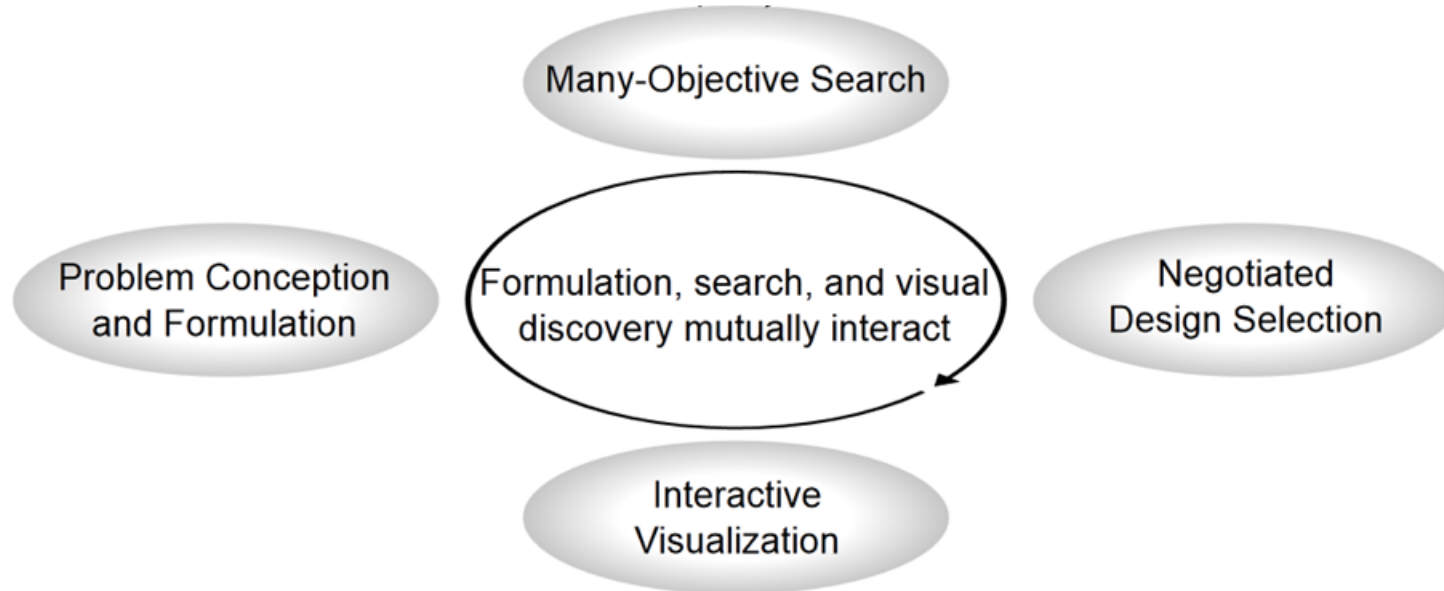 Many-Objective Search
Problem Conception
and Formulation
Formulation, search, and visual
discovery mutually interact
Negotiated
Design Selection
Interactive
Visualization